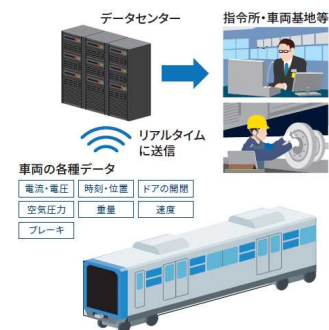 データセンター
指令所・車両基地等
リアルタイム
に送信
車両の各種データ
電流・電圧
時刻・位置
ドアの開閉
空気圧力
重量
速度
ブレーキ